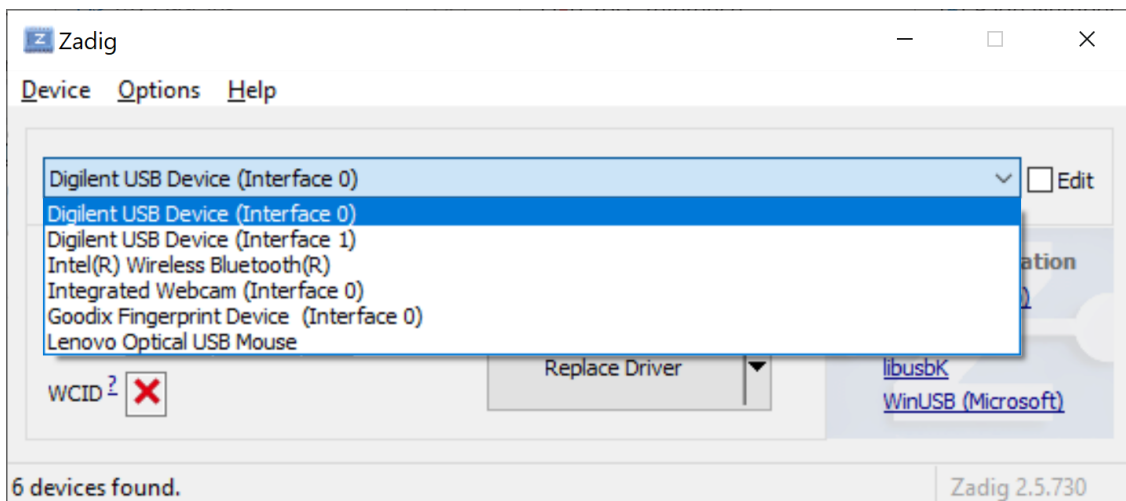 Zadig
Device Options Help
Digilent USB Device (Interface 0)
Edit
Digilent USB Device (Interface 0)
Digilent USB Device (Interface 1)
Intel(R) Wireless Bluetooth(R)
Integrated Webcam (Interface 0)
Goodix Fingerprint Device  (Interface 0)
Lenovo Optical USB Mouse
ation
Replace Driver
libusbK
WCID ?
WinUSB (Microsoft)
6 devices found.
Zadig 2.5.730